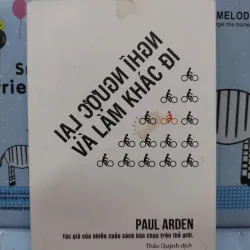 NGHĨ NGƯỢC LẠI
VÀ LÀM KHÁC ĐI
PAUL ARDEN
Tác giả của nhiều cuốn sách bán chạy trên thế giới.
Thảo Quỳnh dịch
MELOD